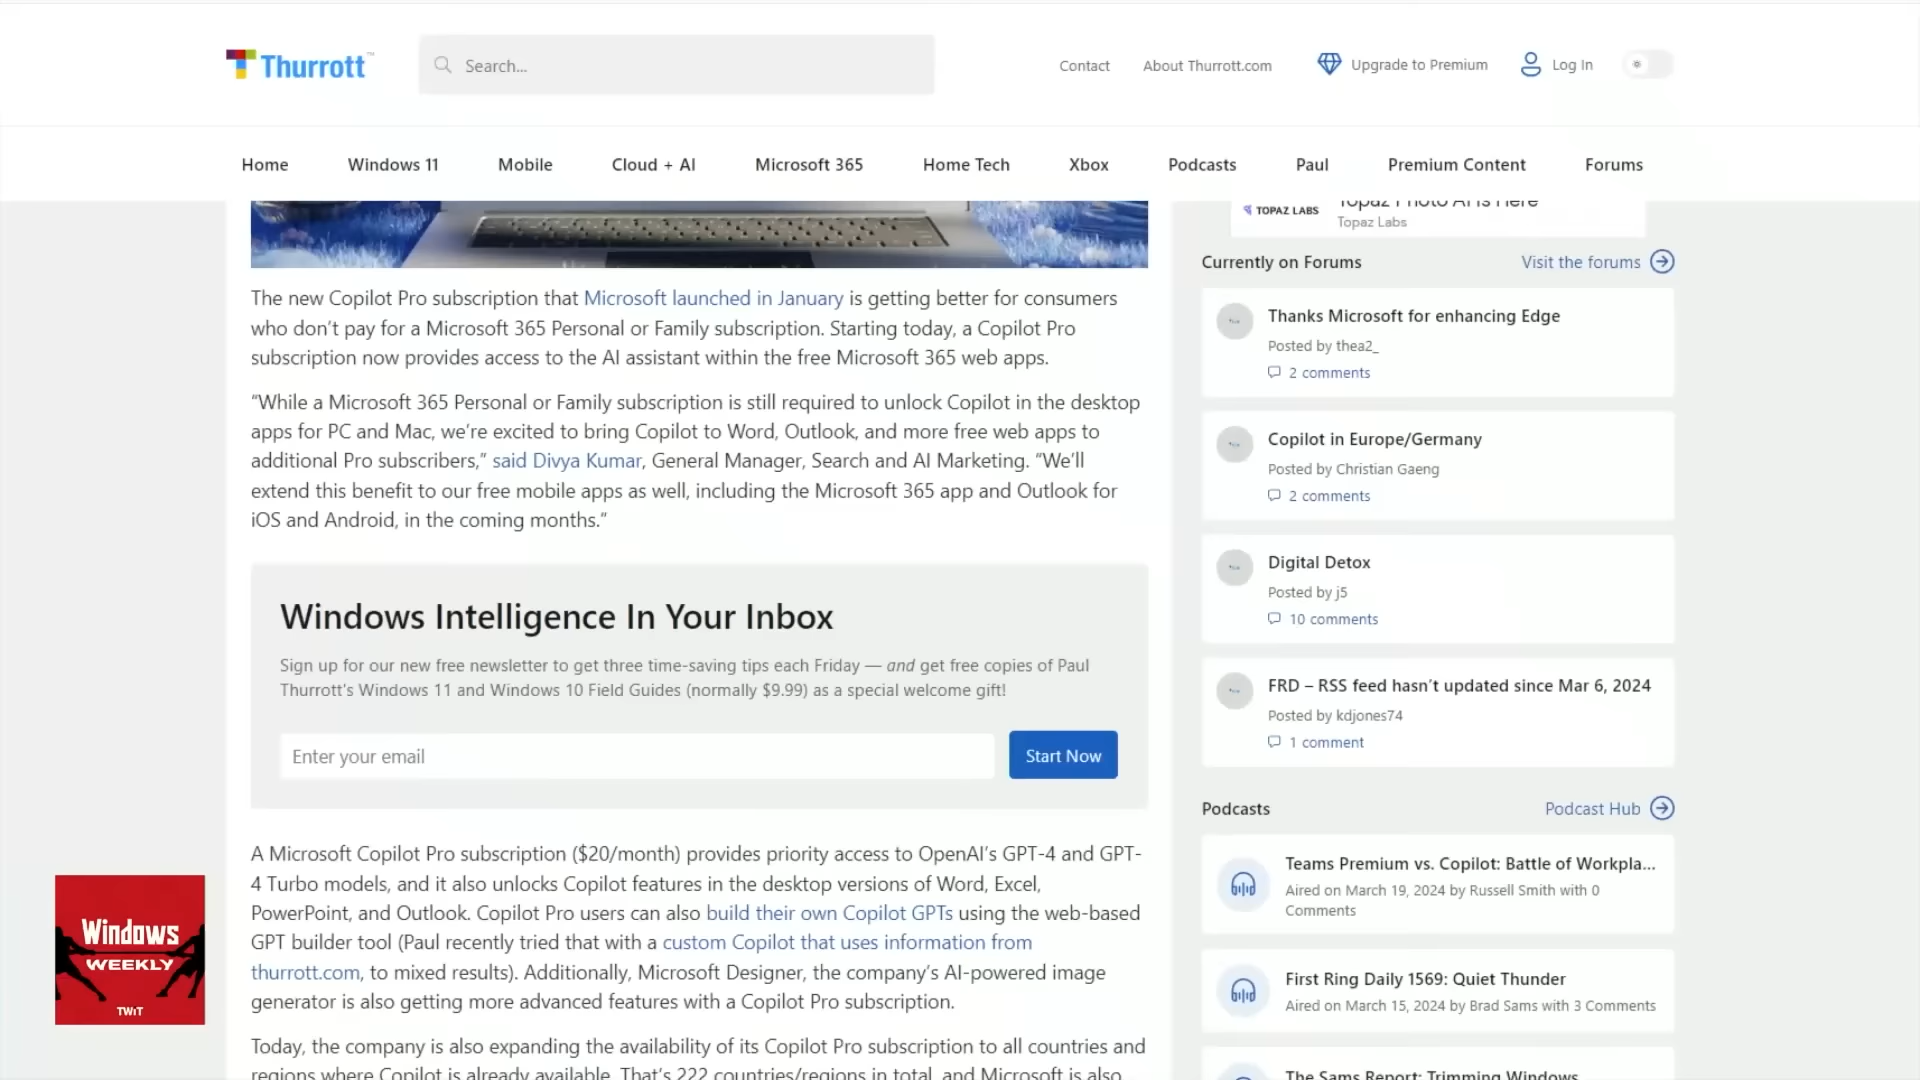 Thurrott™
Search...
Contact
About Thurrott.com
Upgrade to Premium
Log In
Home
Windows 11
Mobile
Cloud + AI
Microsoft 365
Home Tech
Xbox
Podcasts
Paul
Premium Content
Forums
The new Copilot Pro subscription that Microsoft launched in January is getting better for consumers
who don’t pay for a Microsoft 365 Personal or Family subscription. Starting today, a Copilot Pro
subscription now provides access to the AI assistant within the free Microsoft 365 web apps.
“While a Microsoft 365 Personal or Family subscription is still required to unlock Copilot in the desktop
apps for PC and Mac, we’re excited to bring Copilot to Word, Outlook, and more free web apps to
additional Pro subscribers,” said Divya Kumar, General Manager, Search and AI Marketing. “We’ll
extend this benefit to our free mobile apps as well, including the Microsoft 365 app and Outlook for
iOS and Android, in the coming months.”
Windows Intelligence In Your Inbox
Sign up for our new free newsletter to get three time-saving tips each Friday — and get free copies of Paul
Thurrott's Windows 11 and Windows 10 Field Guides (normally $9.99) as a special welcome gift!
Enter your email
Start Now
A Microsoft Copilot Pro subscription ($20/month) provides priority access to OpenAI’s GPT-4 and GPT-
4 Turbo models, and it also unlocks Copilot features in the desktop versions of Word, Excel,
PowerPoint, and Outlook. Copilot Pro users can also build their own Copilot GPTs using the web-based
GPT builder tool (Paul recently tried that with a custom Copilot that uses information from
thurrott.com, to mixed results). Additionally, Microsoft Designer, the company’s AI-powered image
generator is also getting more advanced features with a Copilot Pro subscription.
Today, the company is also expanding the availability of its Copilot Pro subscription to all countries and
regions where Copilot is already available. That’s 222 countries/regions in total, and Microsoft is also
TOPAZ LABS
Topaz Photo AI is Here
Topaz Labs
Currently on Forums
Visit the forums
Thanks Microsoft for enhancing Edge
Posted by thea2_
2 comments
Copilot in Europe/Germany
Posted by Christian Gaeng
2 comments
Digital Detox
Posted by j5
10 comments
FRD – RSS feed hasn’t updated since Mar 6, 2024
Posted by kdjones74
1 comment
Podcasts
Podcast Hub
Teams Premium vs. Copilot: Battle of Workpla...
Aired on March 19, 2024 by Russell Smith with 0
Comments
First Ring Daily 1569: Quiet Thunder
Aired on March 15, 2024 by Brad Sams with 3 Comments
The Sams Report: Trimming Windows
Windows
WEEKLY
TWiT